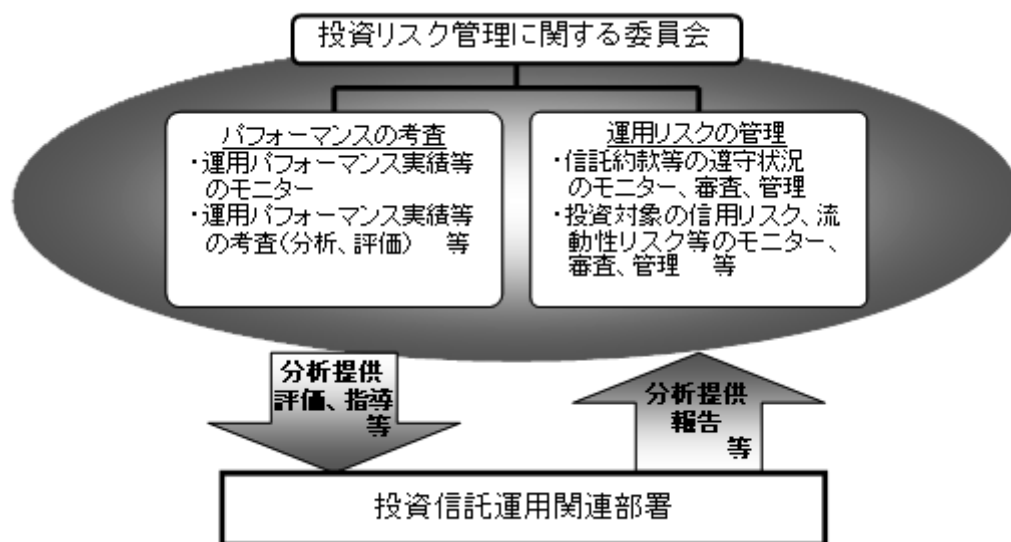 投資リスク管理に関する委員会
パフォーマンスの考査
・運用パフォーマンス実績等
のモニター
・運用パフォーマンス実績等
の考査(分析、評価) 等
運用リスクの管理
・信託約款等の遵守状況
のモニター、審査、管理
・投資対象の信用リスク、流
動性リスク等のモニター、
審査、管理 等
分析提供
評価、指導
等
分析提供
報告
等
投資信託運用関連部署